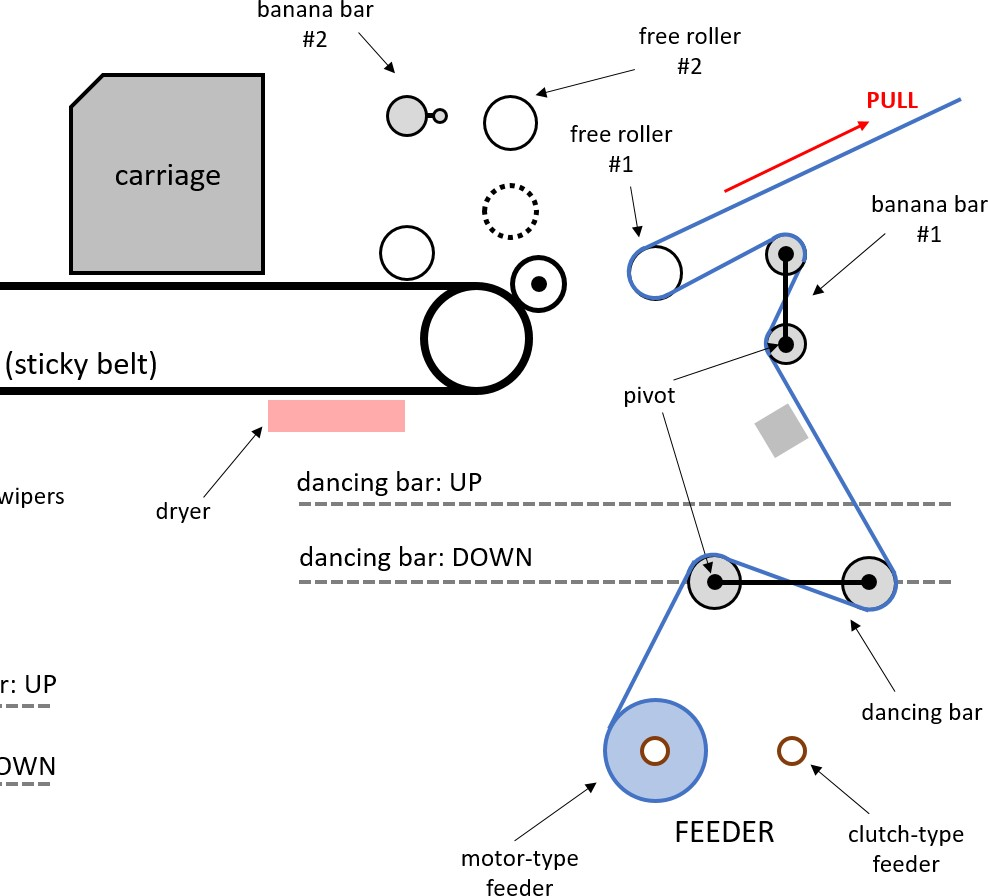 banana bar
#2
free roller
#2
PULL
free roller
#1
carriage
banana bar
#1
(sticky belt)
pivot
dancing bar: UP
wipers
dryer
dancing bar: DOWN
r: UP
dancing bar
OWN
FEEDER
motor-type
feeder
clutch-type
feeder